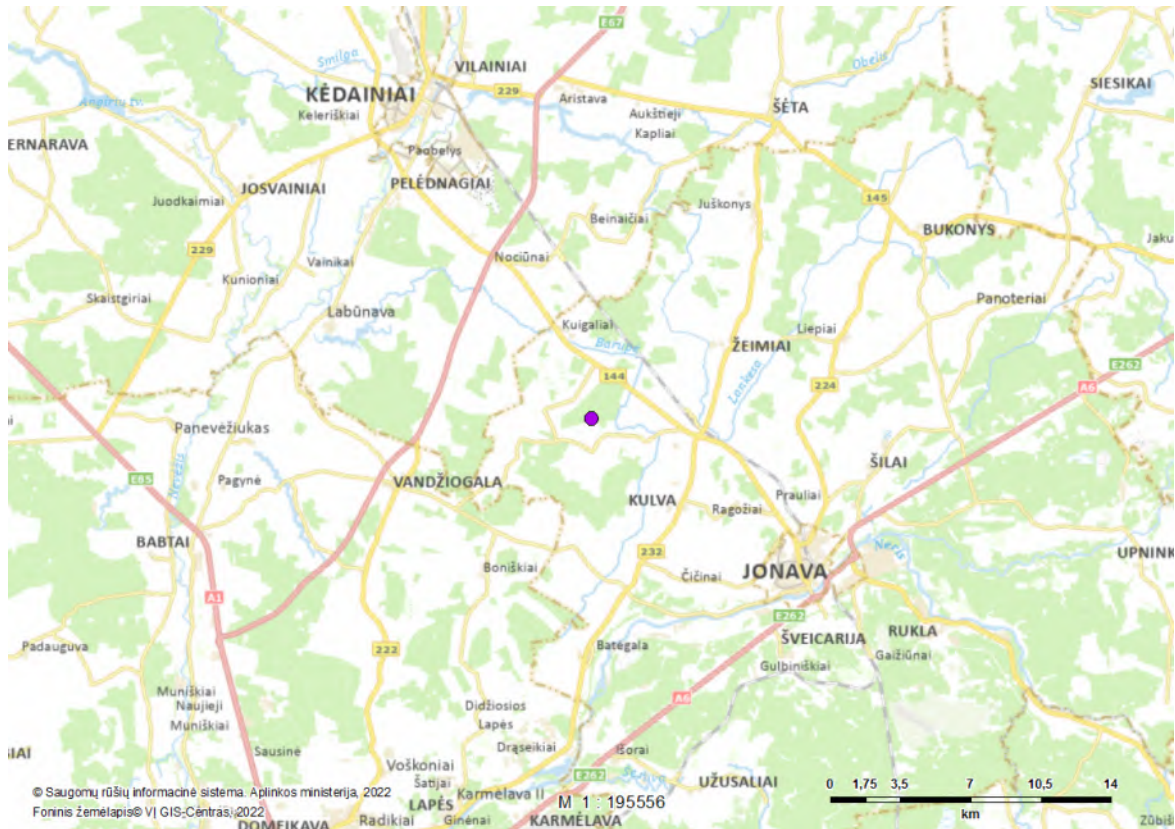 E67
Smilga
VILAINIAI
Obelis
KĖDAINIAI
229
Aristava
SIESIKAI
Angirių tv.
Keleriškiai
Aukštieji
Kapliai
ŠĖTA
ERNARAVA
Paobelys
JOSVAINIAI
PELĖDNAGIAI
145
Juodkaimiai
Juškonys
Beinaičiai
BUKONYS
229
Jaku
Vainikai
Nociūnai
Kunioniai
Skaistgiriai
Panoteriai
Labūnava
Kuigaliai
Liepiai
Barupė
ŽEIMIAI
Lankesa
E262
144
224
A6
Panevėžiukas
ŠILAI
E85
Nevėžis
Pagynė
VANDŽIOGALA
KULVA
Prauliai
Ragožiai
BABTAI
Neris
232
UPNINK
Boniškiai
JONAVA
Čičinai
A1
E262
RUKLA
Padauguva
222
Batėgala
ŠVEICARIJA
Gaižiūnai
Gulbiniškiai
Muniškiai
Naujieji
Muniškiai
A6
Didžiosios
Lapės
Drąseikiai
ŠIAI
Sausinė
Išorai
Voškoniai
Šatijai
E262
UŽUSALIAI
0 1,75 3,5 7 10,5 14
km
© Saugomų rūšių informacinė sistema. Aplinkos ministerija, 2022
Karmėlava II
M 1 : 195556
LAPĖS
Foninis žemėlapis© VĮ GIS-Centras, 2022
DOMEIKAVA
Radikiai
Ginėnai
KARMĖLAVA
Žūbiš